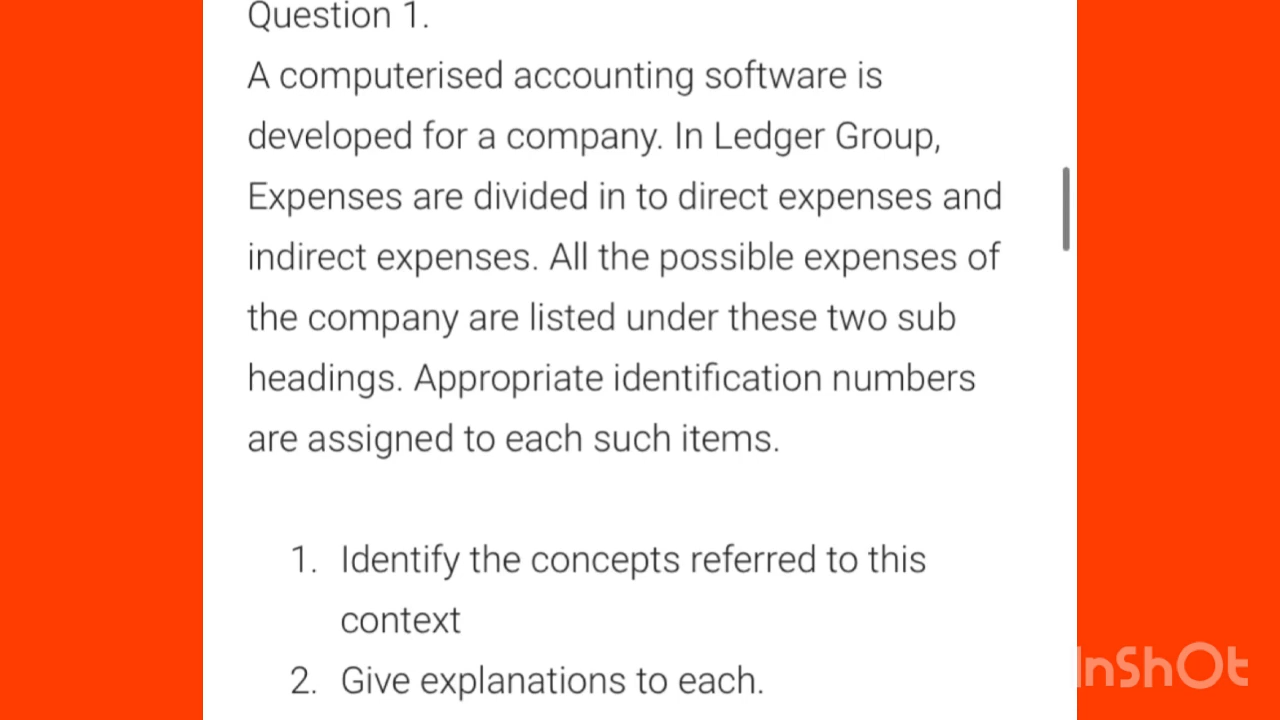 Question 1.
A computerised accounting software is
developed for a company. In Ledger Group,
Expenses are divided in to direct expenses and
indirect expenses. All the possible expenses of
the company are listed under these two sub
headings. Appropriate identification numbers
are assigned to each such items.
1. Identify the concepts referred to this
context
2. Give explanations to each.
InShOt